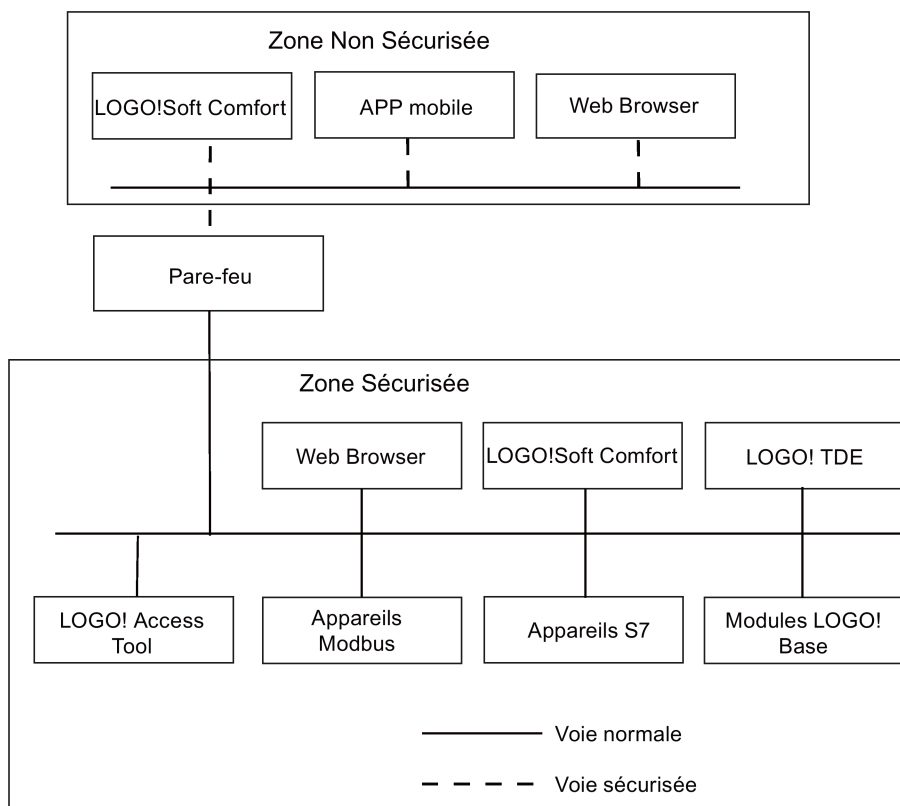 Zone Non Sécurisée
LOGO!Soft Comfort
APP mobile
Web Browser
Pare-feu
Zone Sécurisée
Web Browser
LOGO!Soft Comfort
LOGO! TDE
LOGO! Access
Tool
Appareils
Modbus
Appareils S7
Modules LOGO!
Base
Voie normale
Voie sécurisée